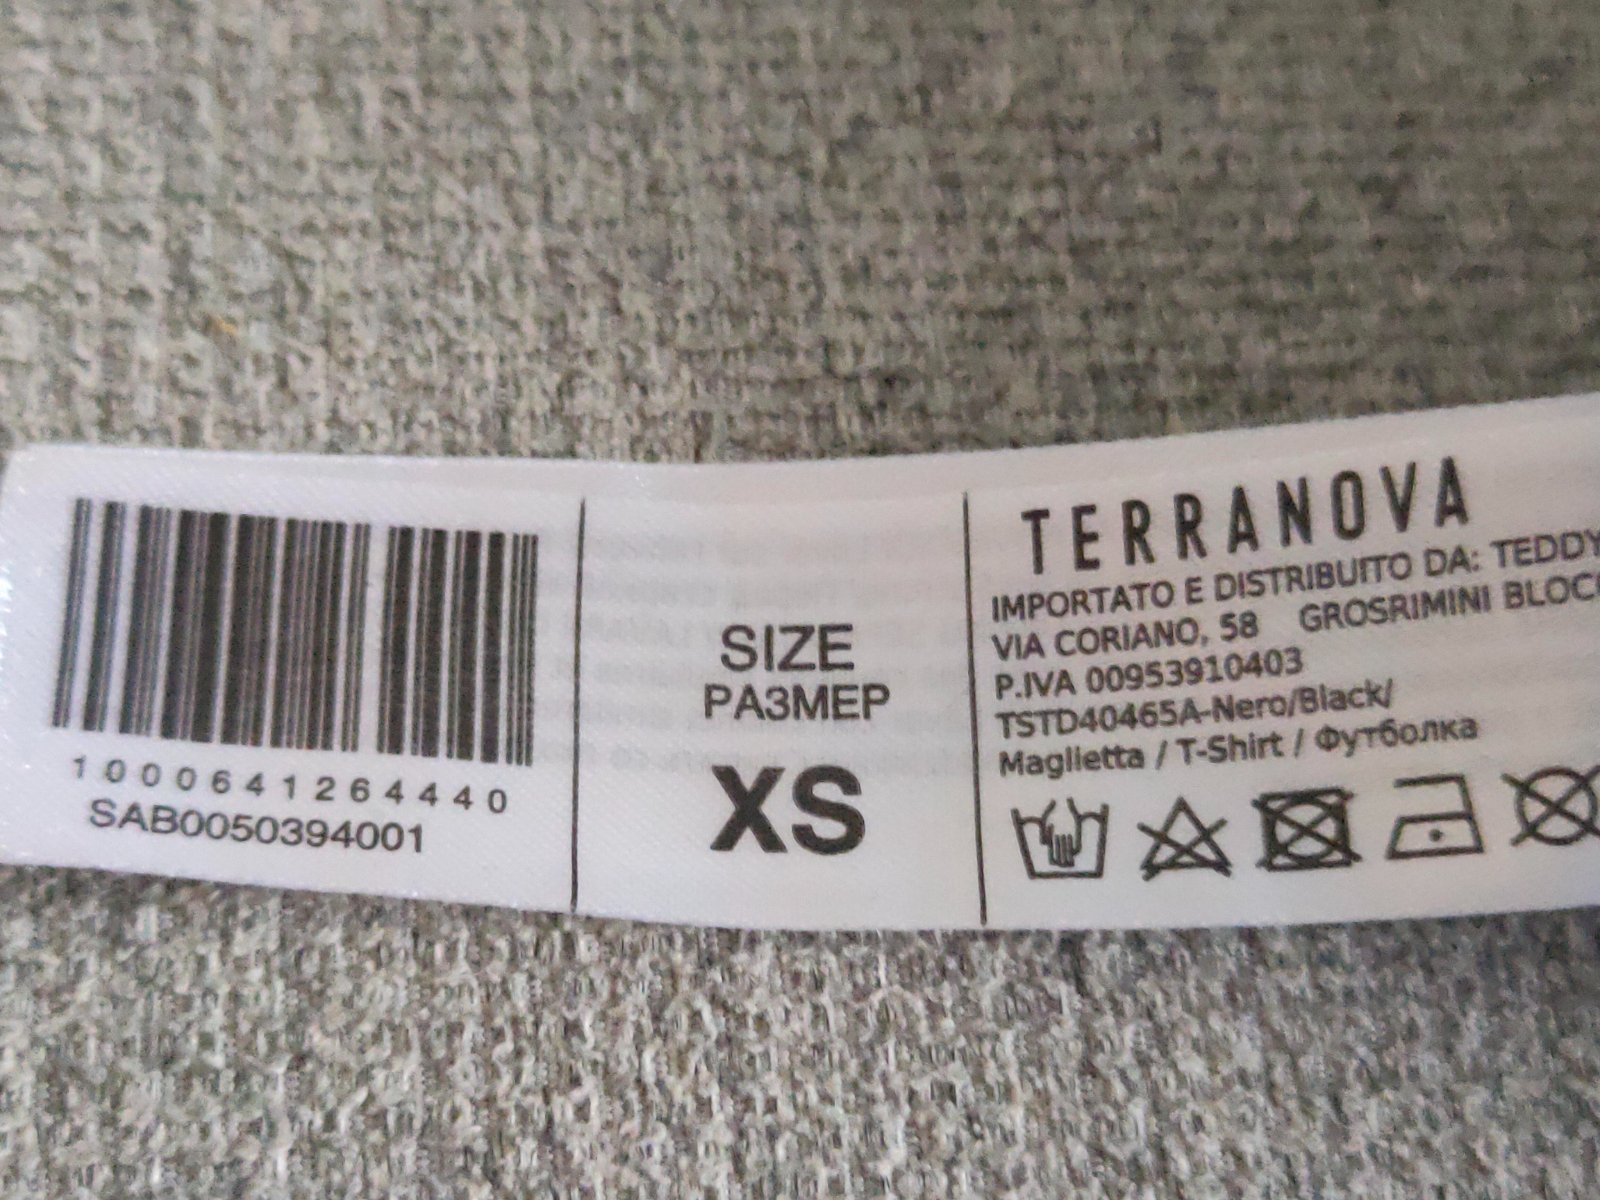 1000641264440
SAB0050394001
SIZE
РАЗМЕР
XS
TERRANOVA
IMPORTATO E DISTRIBUITO DA: TEDDY
VIA CORIANO, 58 GROSRIMINI BLOC
P.IVA 00953910403
TSTD40465A-Nero/Black/
Maglietta / T-Shirt / Футболка